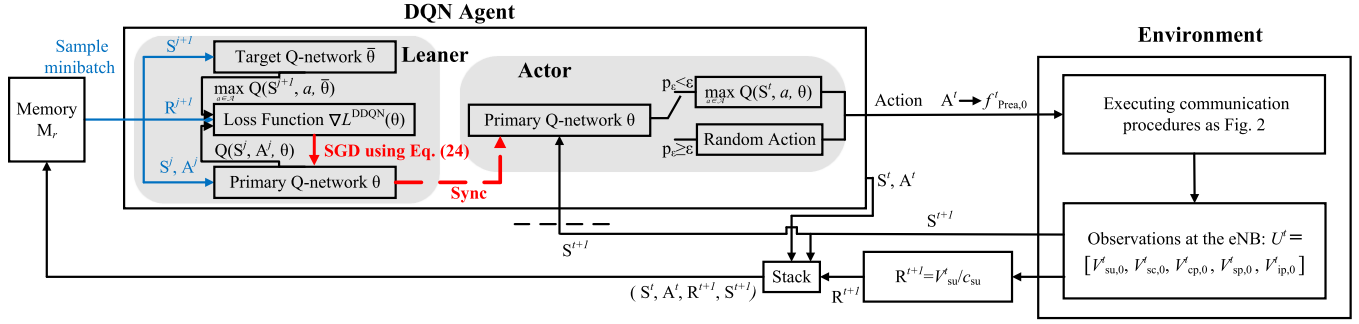 DQN Agent
Environment
Sample
minibatch
Memory
M_r
S^{j+1}
R^{j+1}
S^j, A^j
Leaner
Target Q-network θ̅
max_{a∈𝒜} Q(S^{j+1}, a, θ̅)
Loss Function ∇L^{DDQN}(θ)
Q(S^j, A^j, θ)
SGD using Eq. (24)
Primary Q-network θ
Sync
Actor
Primary Q-network θ
p_ε<ε
max_{a∈𝒜} Q(S^t, a, θ)
p_ε≥ε
Random Action
Action
A^t → f^t_{Prea,0}
Executing communication
procedures as Fig. 2
S^t, A^t
S^{t+1}
S^{t+1}
Observations at the eNB: U^t =
[V^t_{su,0}, V^t_{sc,0}, V^t_{cp,0}, V^t_{sp,0}, V^t_{ip,0}]
R^{t+1}=V^t_{su}/c_{su}
R^{t+1}
Stack
( S^t, A^t, R^{t+1}, S^{t+1})